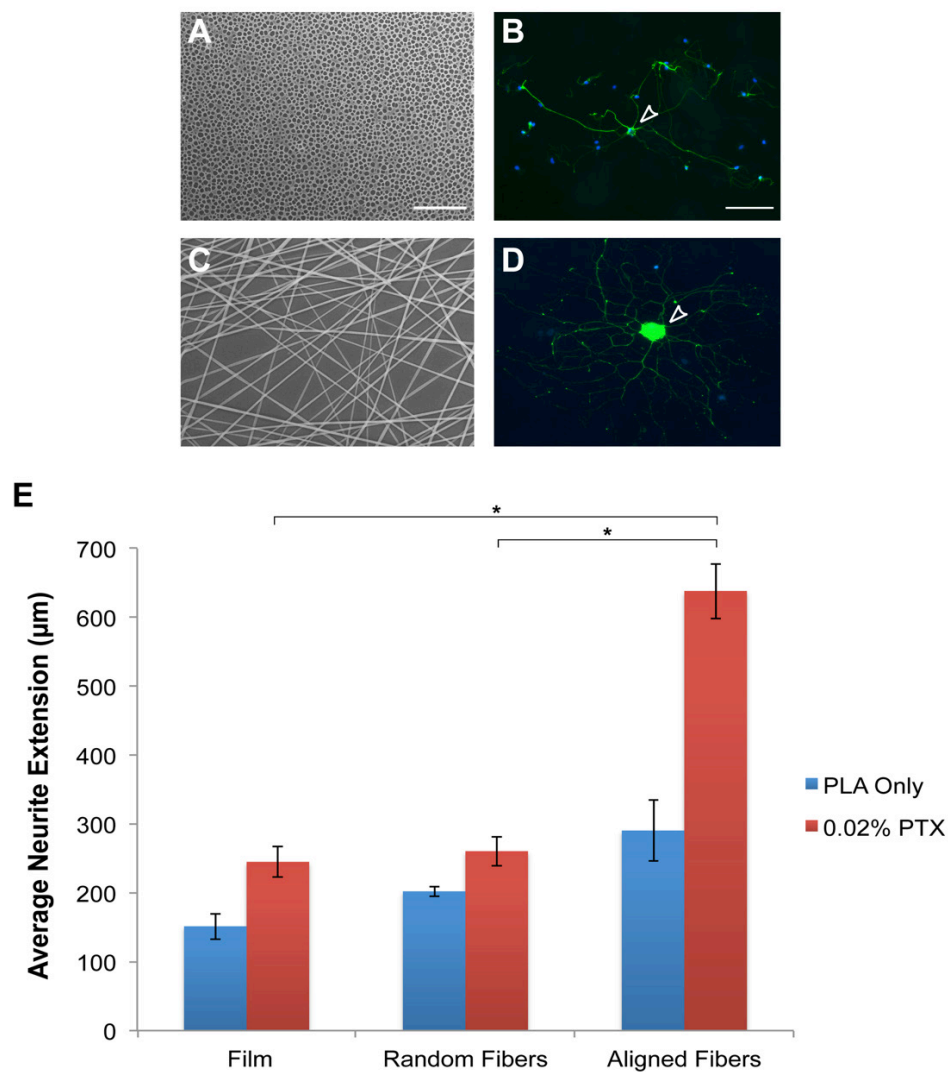 A
B
C
D
E
*
*
700
600
500
400
300
200
100
0
Average Neurite Extension (µm)
Film
Random Fibers
Aligned Fibers
PLA Only
0.02% PTX